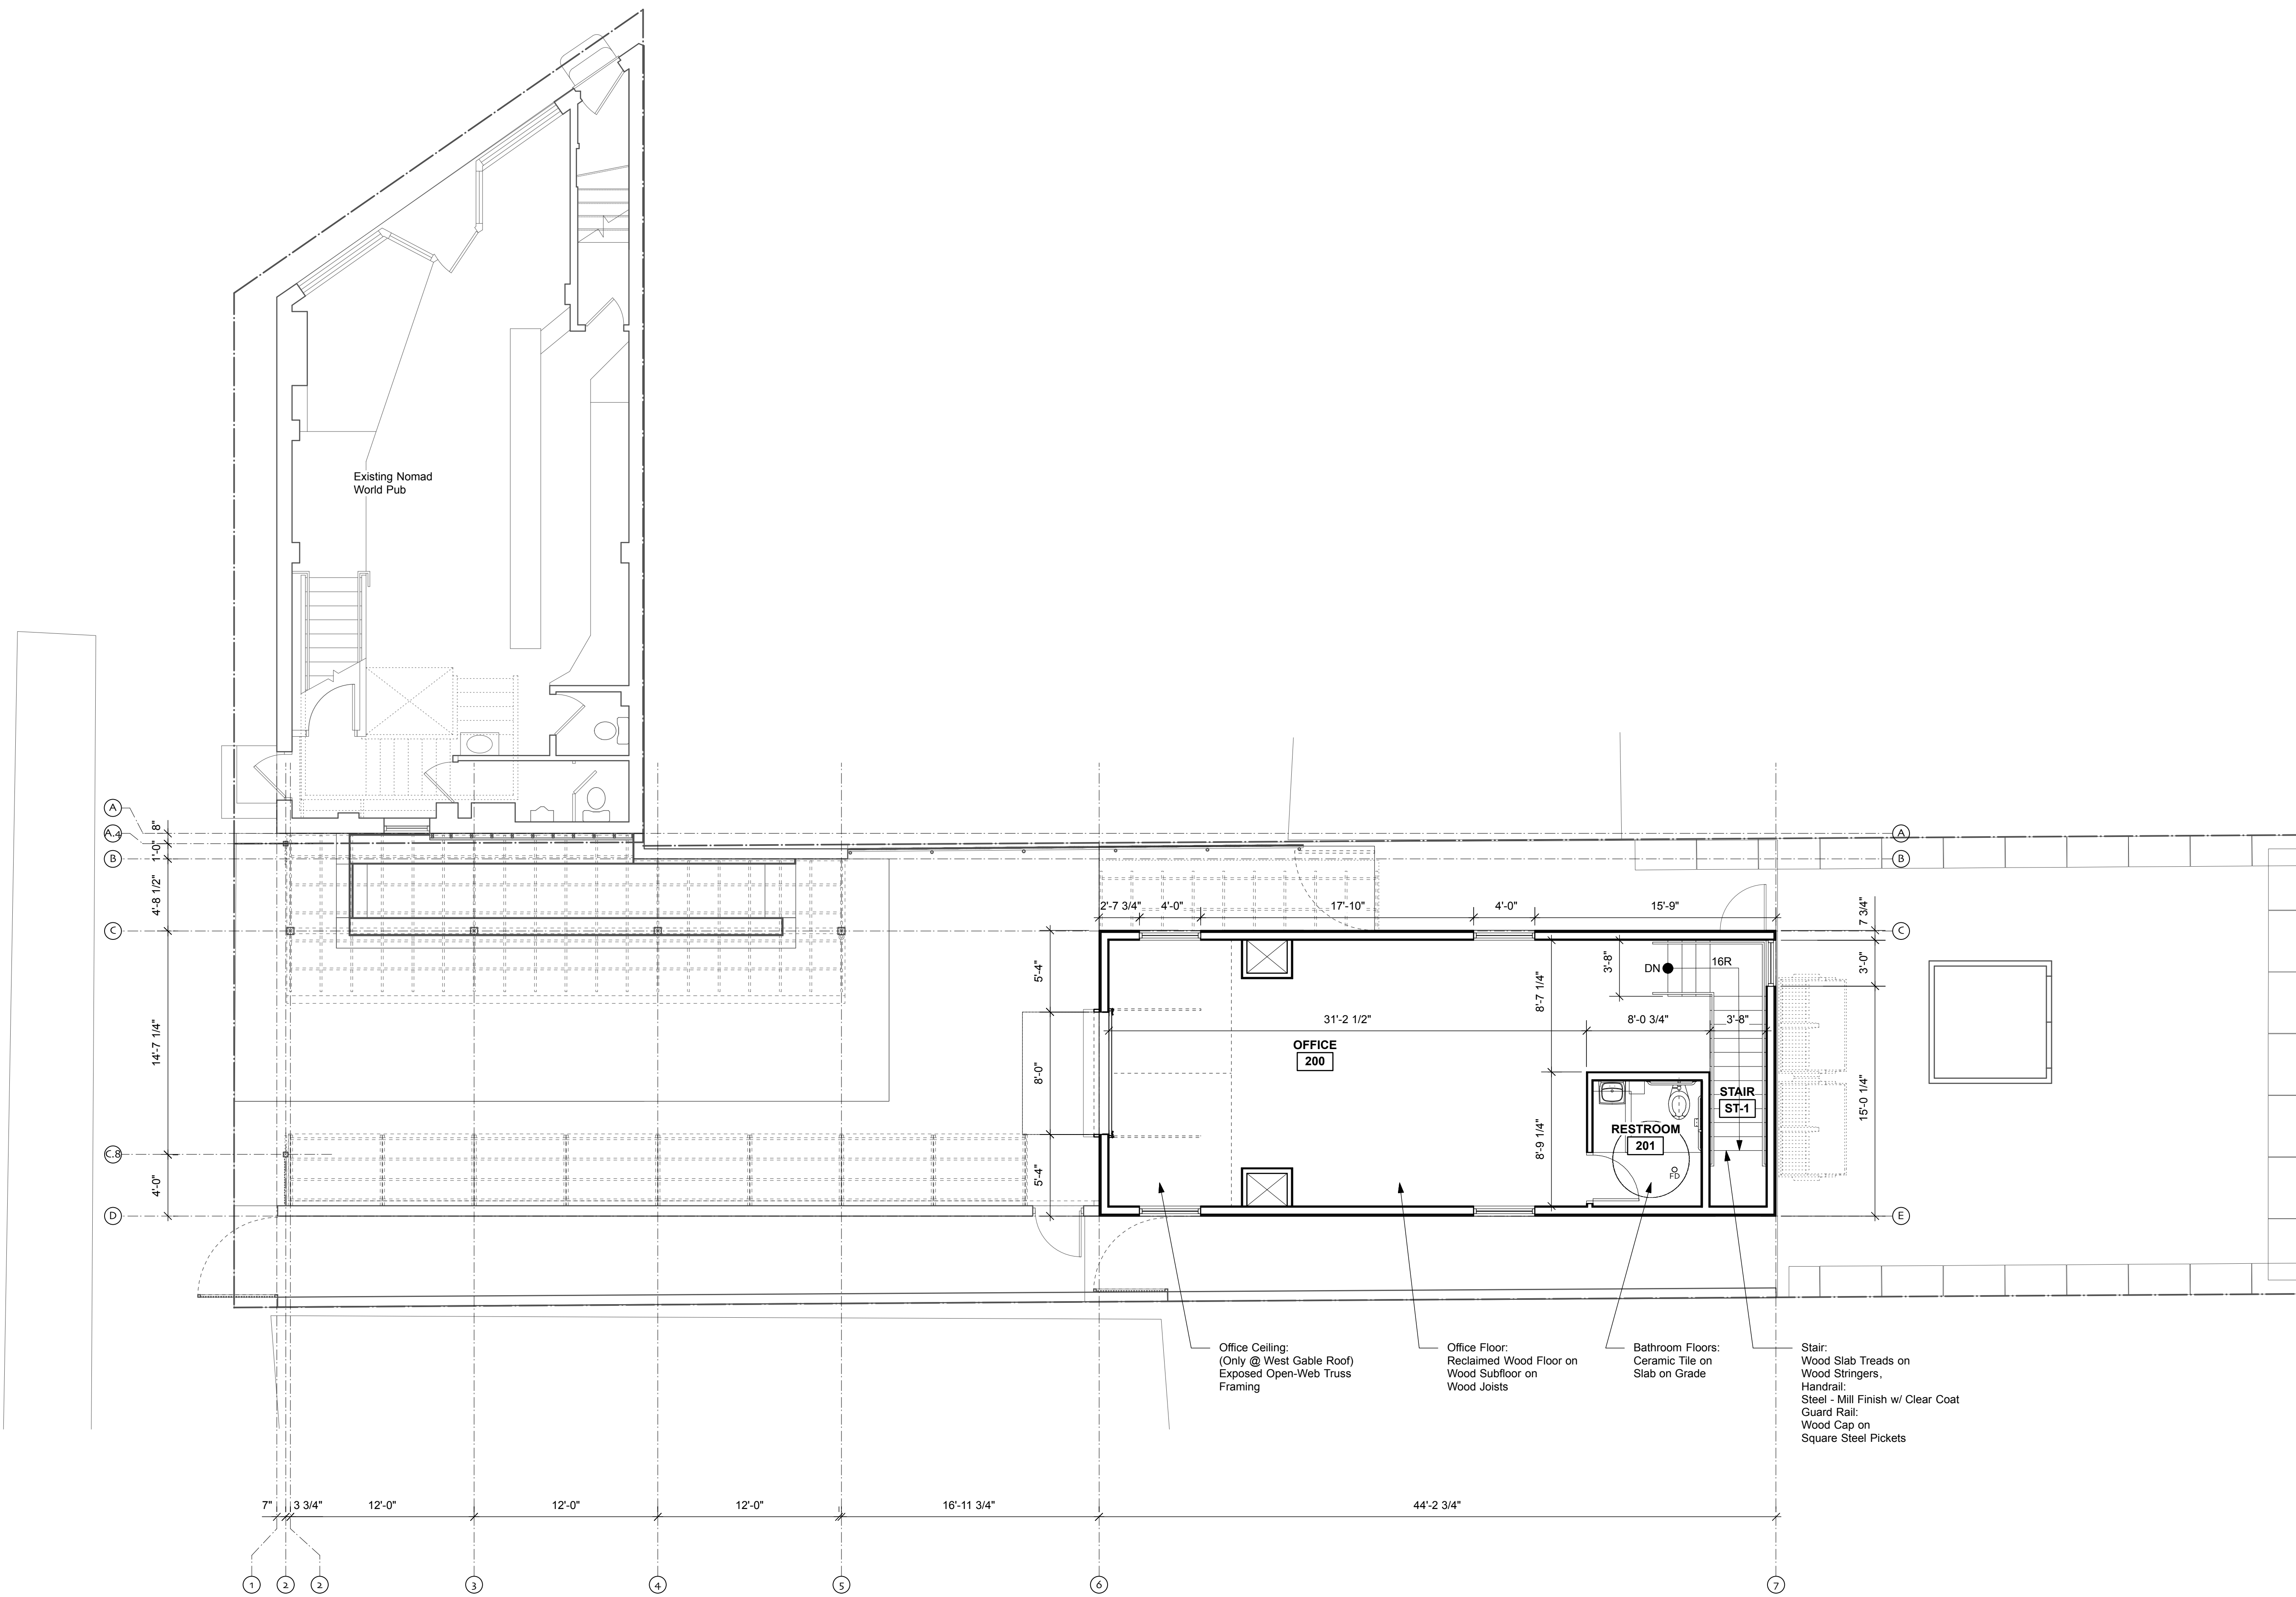 Existing Nomad
World Pub
A
A.4
B
C
C.8
D
8"
1'-0"
4'-8 1/2"
14'-7 1/4"
4'-0"
A
B
C
E
2'-7 3/4"
4'-0"
17'-10"
4'-0"
15'-9"
7 3/4"
3'-0"
15'-0 1/4"
5'-4"
8'-0"
5'-4"
3'-8"
8'-7 1/4"
8'-9 1/4"
DN
16R
31'-2 1/2"
8'-0 3/4"
3'-8"
OFFICE
200
STAIR
ST-1
RESTROOM
201
FD
Office Ceiling:
(Only @ West Gable Roof)
Exposed Open-Web Truss
Framing
Office Floor:
Reclaimed Wood Floor on
Wood Subfloor on
Wood Joists
Bathroom Floors:
Ceramic Tile on
Slab on Grade
Stair:
Wood Slab Treads on
Wood Stringers,
Handrail:
Steel - Mill Finish w/ Clear Coat
Guard Rail:
Wood Cap on
Square Steel Pickets
7"
3 3/4"
12'-0"
12'-0"
12'-0"
16'-11 3/4"
44'-2 3/4"
1
2
2
3
4
5
6
7